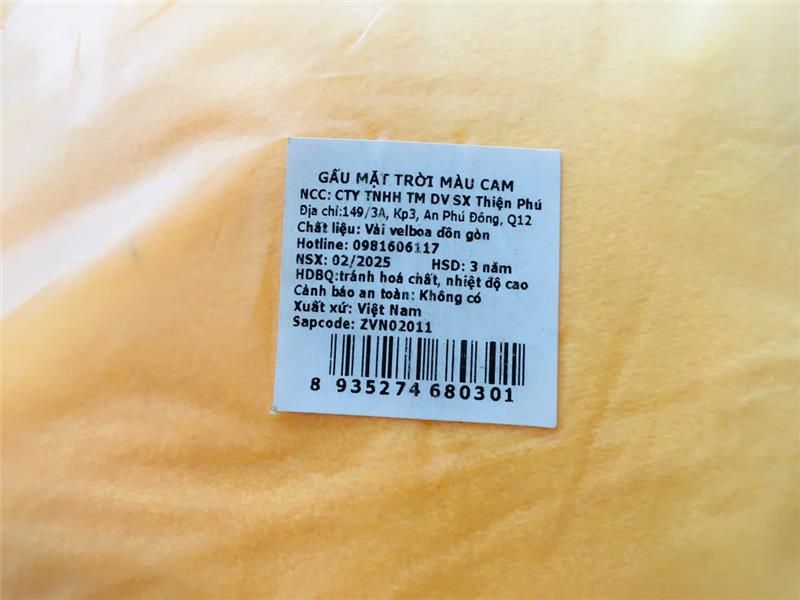 GẤU MẶT TRỜI MÀU CAM
NCC: CTY TNHH TM DV SX Thiện Phú
Địa chỉ:149/3A, Kp3, An Phú Đông, Q12
Chất liệu: Vải velboa dồn gòn
Hotline: 0981606117
NSX: 02/2025 HSD: 3 năm
HDBQ:tránh hoá chất, nhiệt độ cao
Cảnh báo an toàn: Không có
Xuất xứ: Việt Nam
Sapcode: ZVN02011
8 935274 680301